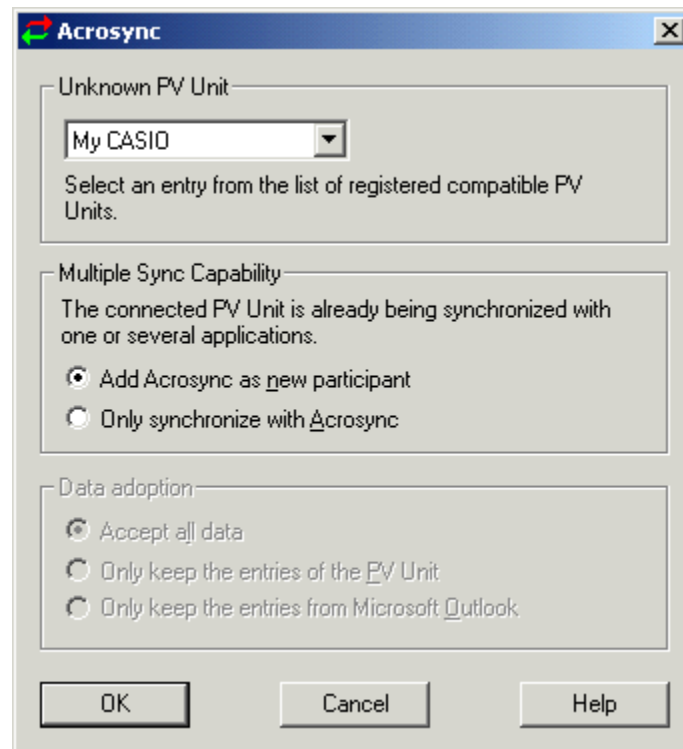 Acrosync
Unknown PV Unit
My CASIO
Select an entry from the list of registered compatible PV
Units.
Multiple Sync Capability
The connected PV Unit is already being synchronized with
one or several applications.
Add Acrosync as new participant
Only synchronize with Acrosync
Data adoption
Accept all data
Only keep the entries of the PV Unit
Only keep the entries from Microsoft Outlook
OK
Cancel
Help